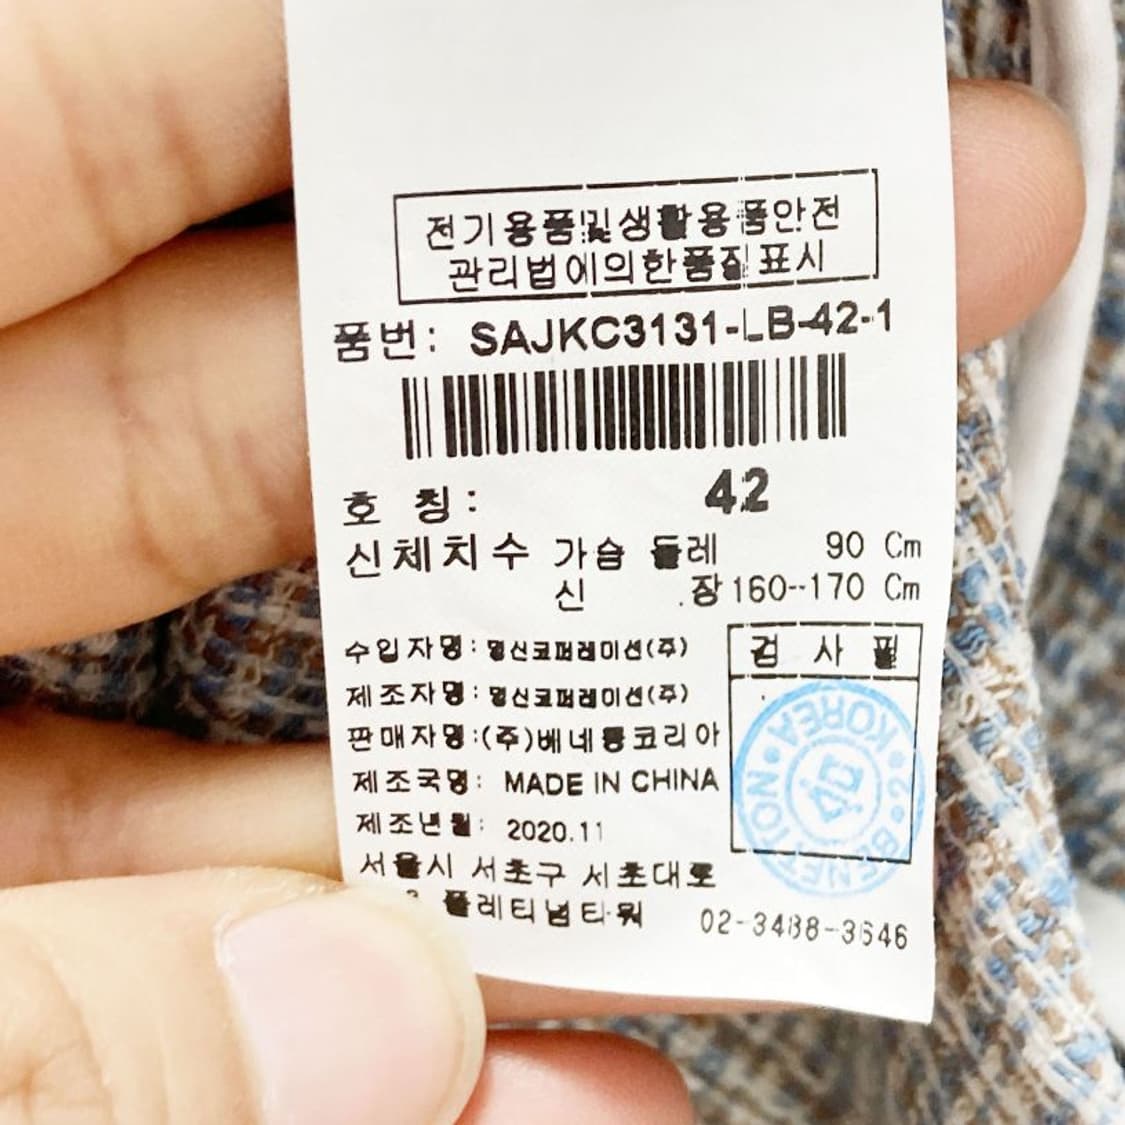 전기용품및생활용품안전
관리법에의한품질표시
품번: SAJKC3131-LB-42-1
호 칭: 42
신체치수 가슴 둘레 90 Cm
신 장 160--170 Cm
수입자명: 명신코퍼레이션(주)
제조자명: 명신코퍼레이션(주)
판매자명:(주)베네통코리아
제조국명: MADE IN CHINA
제조년월: 2020.11
검 사 필
BENETTON KOREA
서울시 서초구 서초대로
플레티넘타워 02-3488-3646